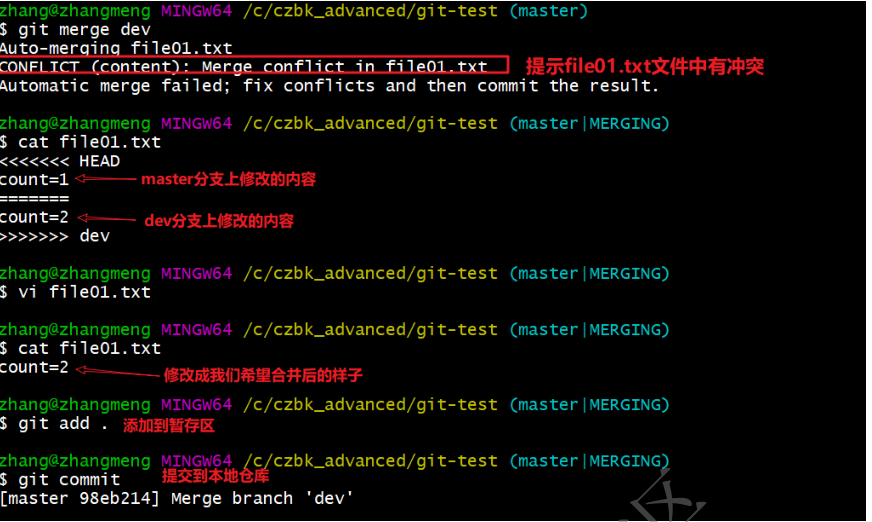 zhang@zhangmeng MINGW64 /c/czbk_advanced/git-test (master)
$ git merge dev
Auto-merging file01.txt
CONFLICT (content): Merge conflict in file01.txt 提示file01.txt文件中有冲突
Automatic merge failed; fix conflicts and then commit the result.
zhang@zhangmeng MINGW64 /c/czbk_advanced/git-test (master|MERGING)
$ cat file01.txt
<<<<<<< HEAD
count=1 master分支上修改的内容
=======
count=2 dev分支上修改的内容
>>>>>>> dev
zhang@zhangmeng MINGW64 /c/czbk_advanced/git-test (master|MERGING)
$ vi file01.txt
zhang@zhangmeng MINGW64 /c/czbk_advanced/git-test (master|MERGING)
$ cat file01.txt
count=2 修改成我们希望合并后的样子
zhang@zhangmeng MINGW64 /c/czbk_advanced/git-test (master|MERGING)
$ git add . 添加到暂存区
zhang@zhangmeng MINGW64 /c/czbk_advanced/git-test (master|MERGING)
$ git commit 提交到本地仓库
[master 98eb214] Merge branch 'dev'